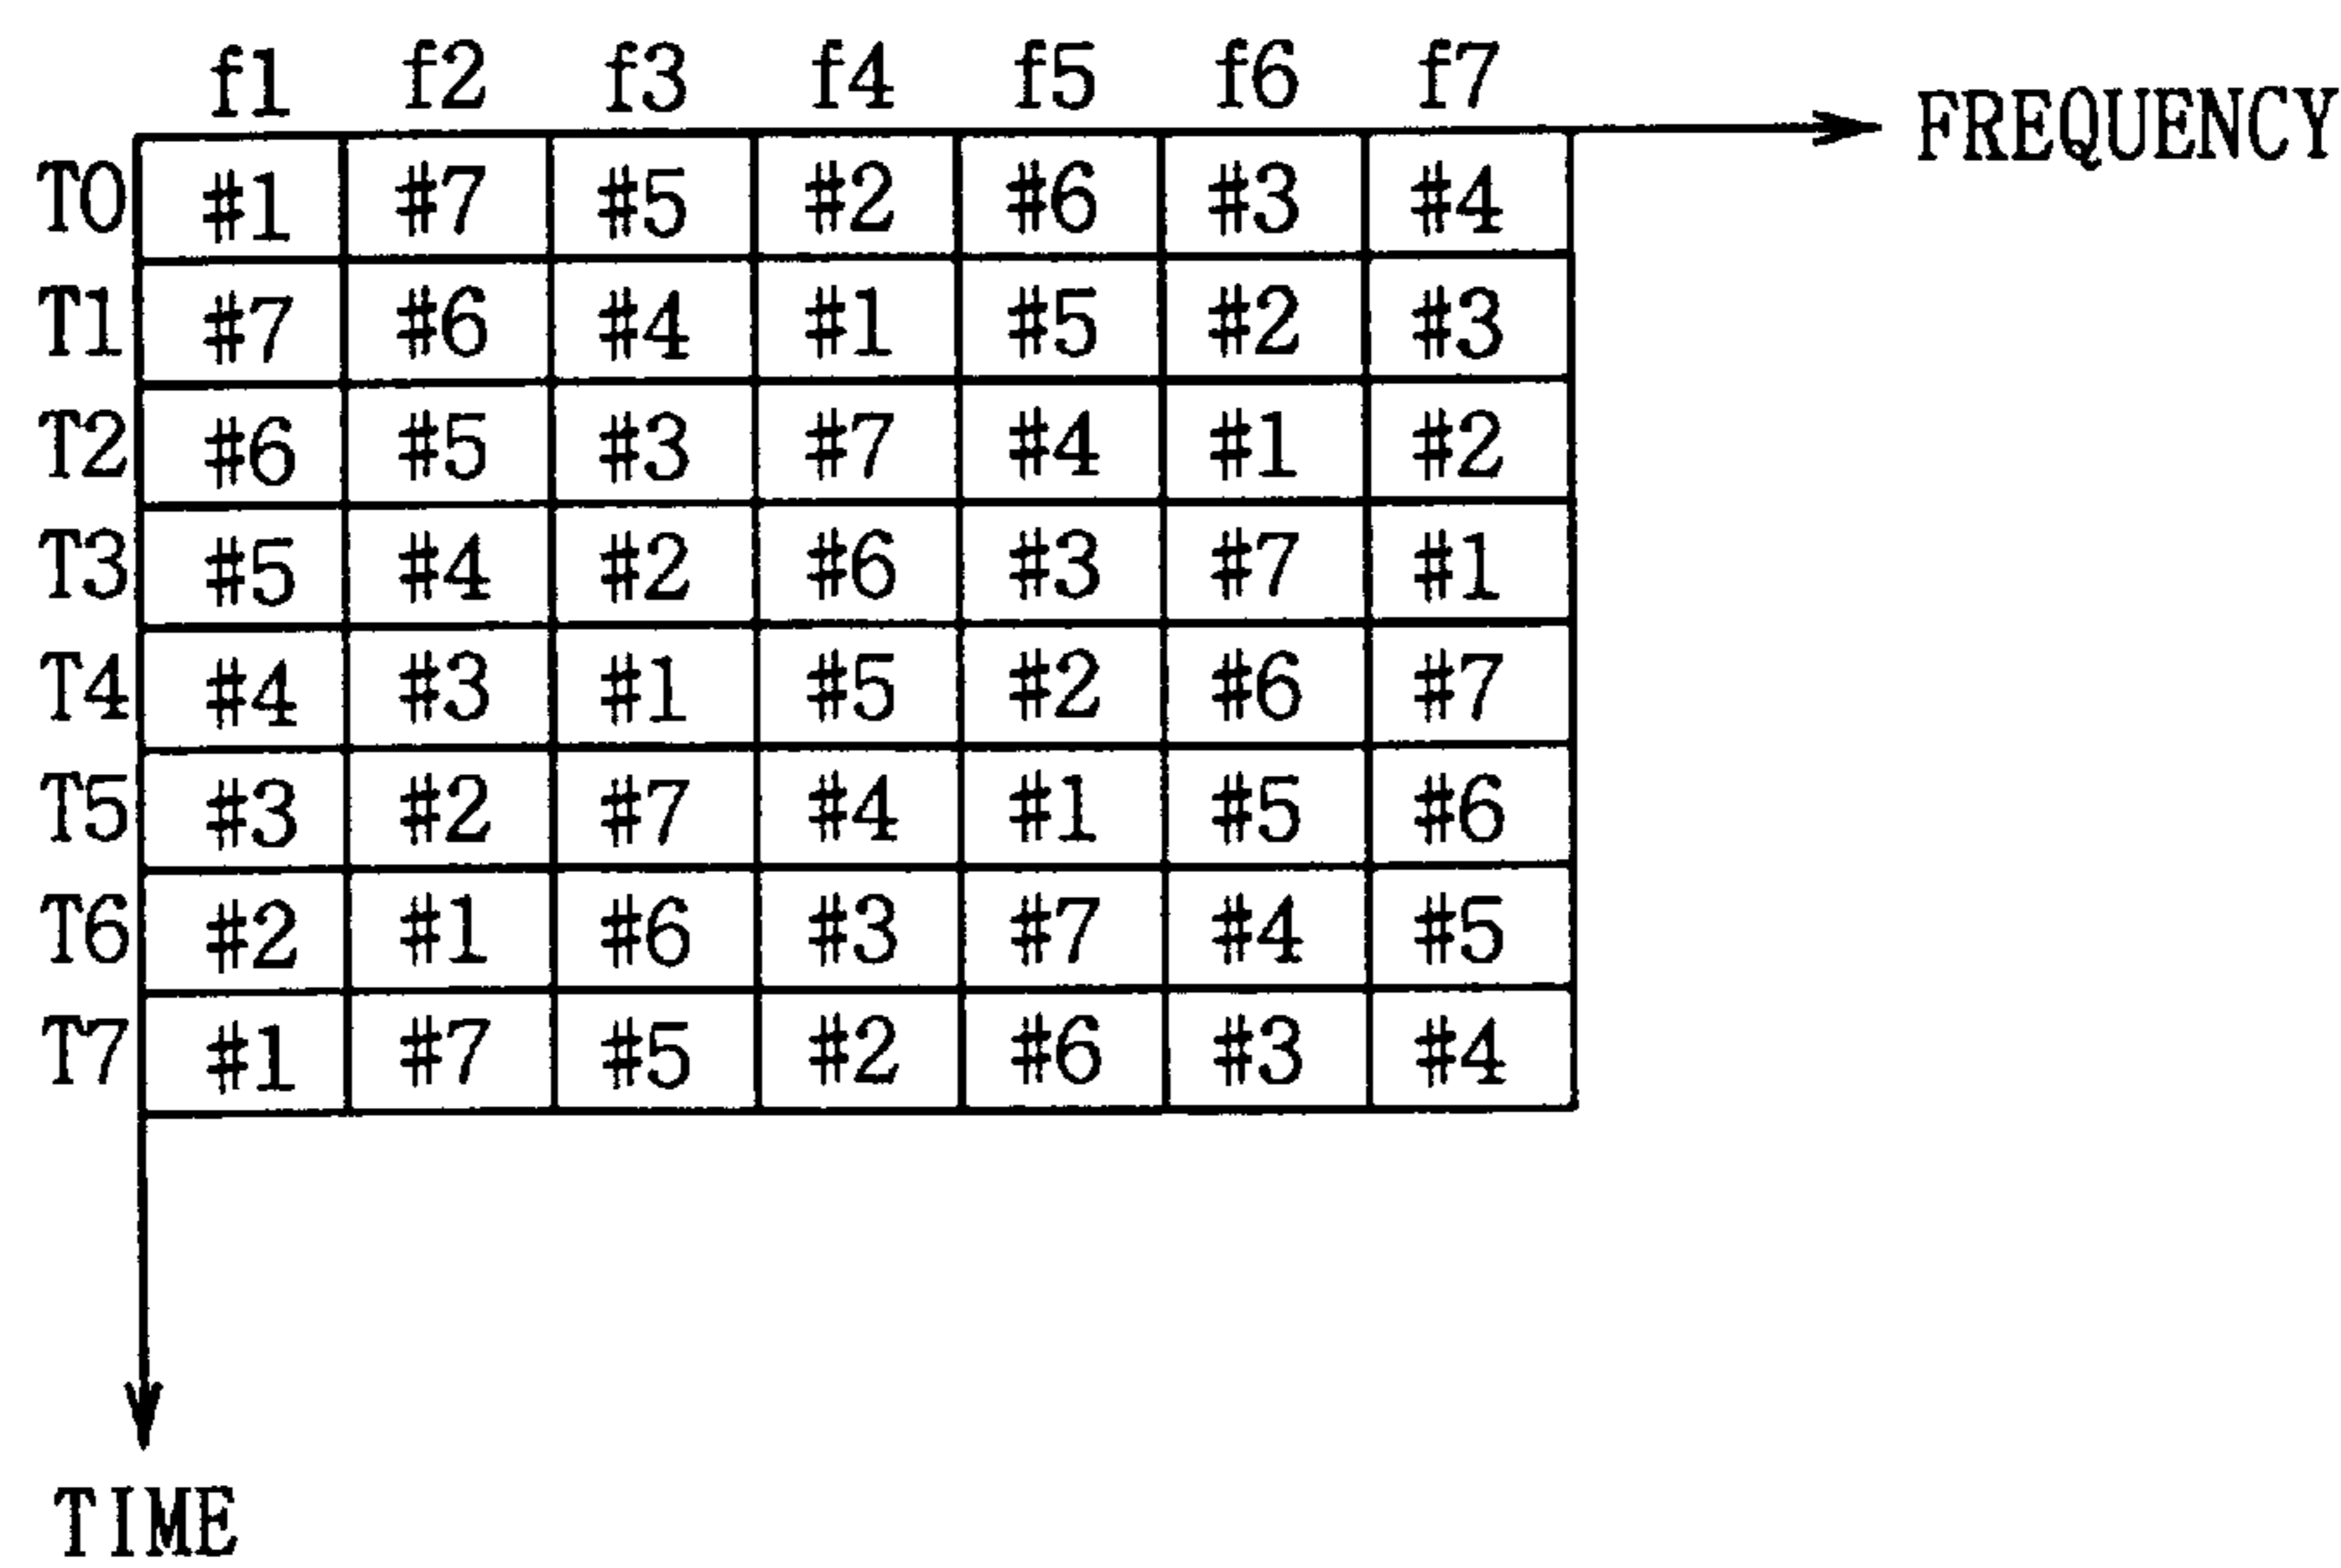 f1 f2 f3 f4 f5 f6 f7
FREQUENCY
T0 #1 #7 #5 #2 #6 #3 #4
T1 #7 #6 #4 #1 #5 #2 #3
T2 #6 #5 #3 #7 #4 #1 #2
T3 #5 #4 #2 #6 #3 #7 #1
T4 #4 #3 #1 #5 #2 #6 #7
T5 #3 #2 #7 #4 #1 #5 #6
T6 #2 #1 #6 #3 #7 #4 #5
T7 #1 #7 #5 #2 #6 #3 #4
TIME